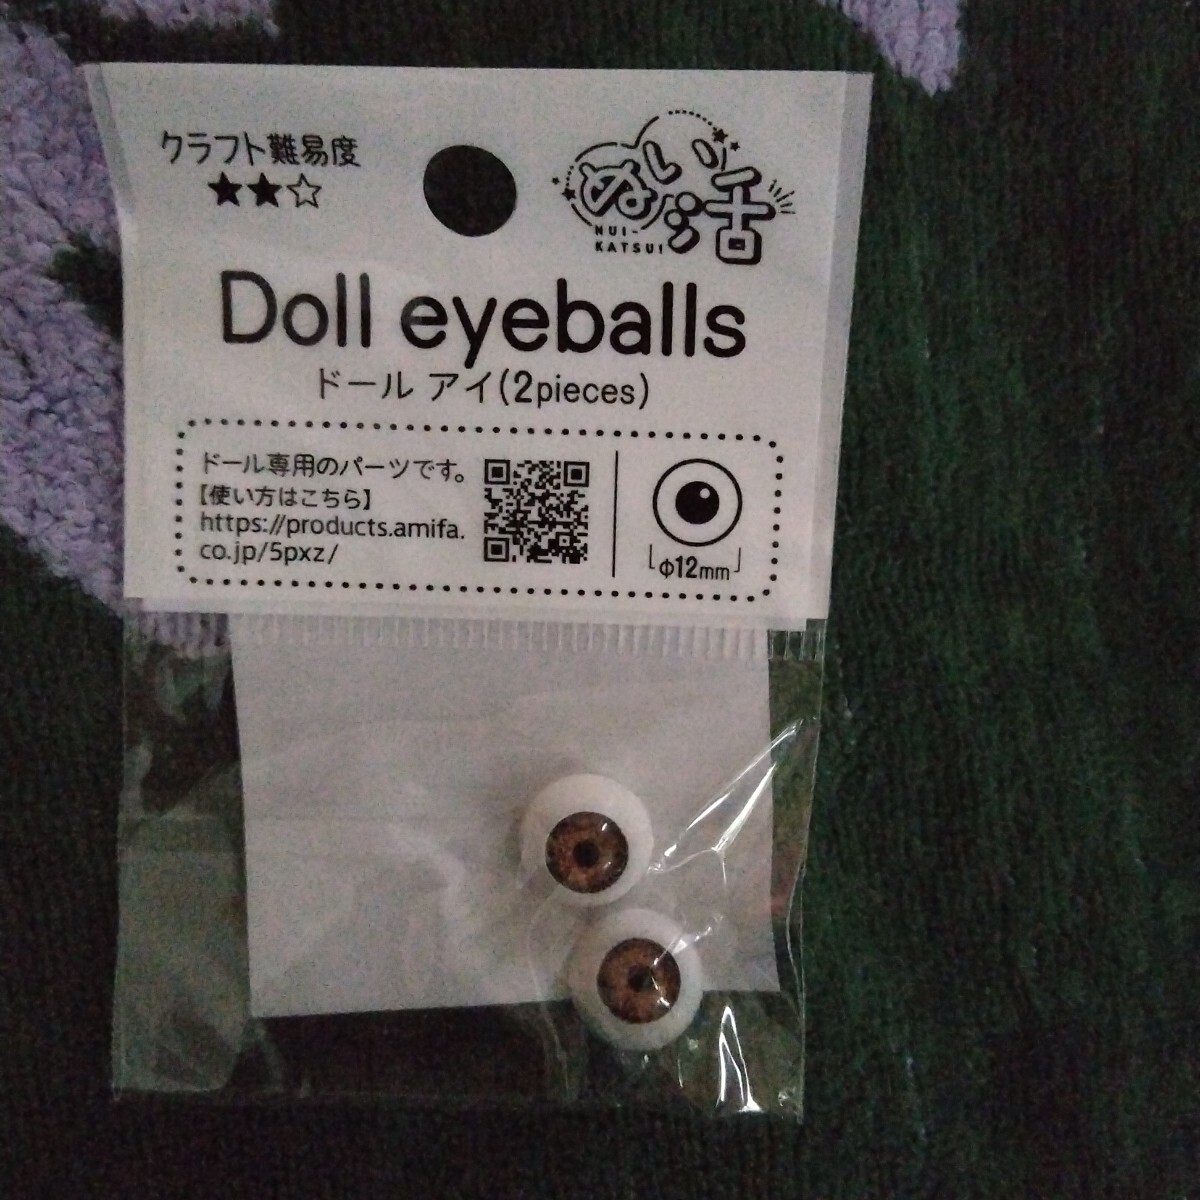 クラフト難易度
★★☆
ぬい活
NUI-
KATSU!
Doll eyeballs
ドール アイ(2pieces)
ドール専用のパーツです。
【使い方はこちら】
https://products.amifa.
co.jp/5pxz/
Φ12mm